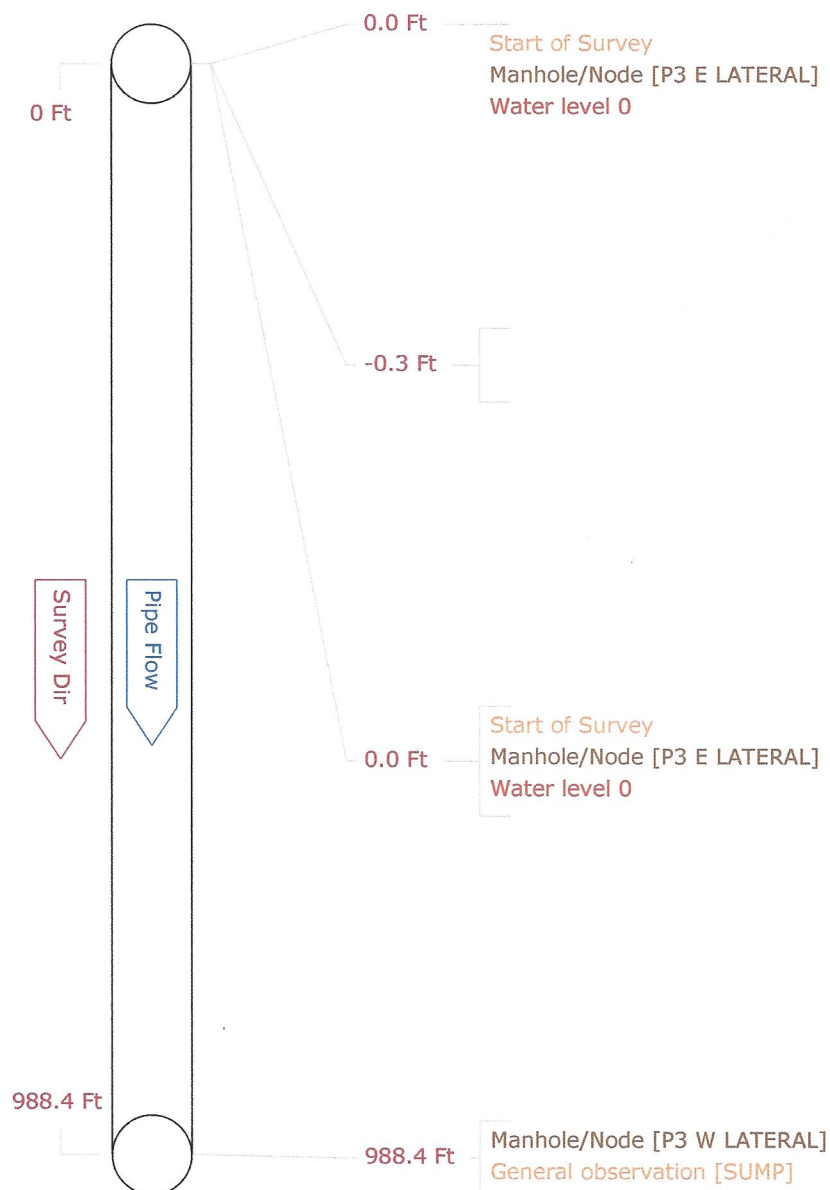 0.0 Ft
Start of Survey
Manhole/Node [P3 E LATERAL]
Water level 0
0 Ft
-0.3 Ft
Survey Dir
Pipe Flow
0.0 Ft
Start of Survey
Manhole/Node [P3 E LATERAL]
Water level 0
988.4 Ft
988.4 Ft
Manhole/Node [P3 W LATERAL]
General observation [SUMP]